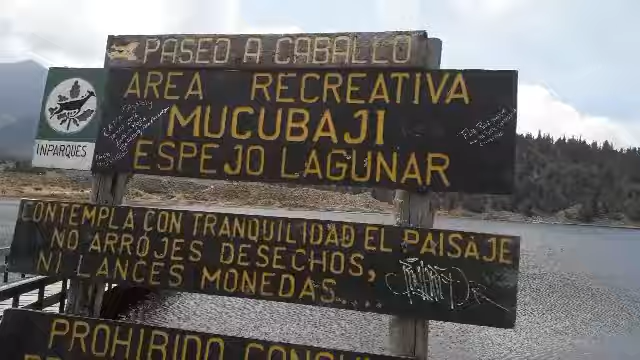 PASEO A CABALLO
AREA RECREATIVA
MUCUBAJI
ESPEJO LAGUNAR
INPARQUES
CONTEMPLA CON TRANQUILIDAD EL PAISAJE
NO ARROJES DESECHOS,
NI LANCES MONEDAS....
PROHIBIDO